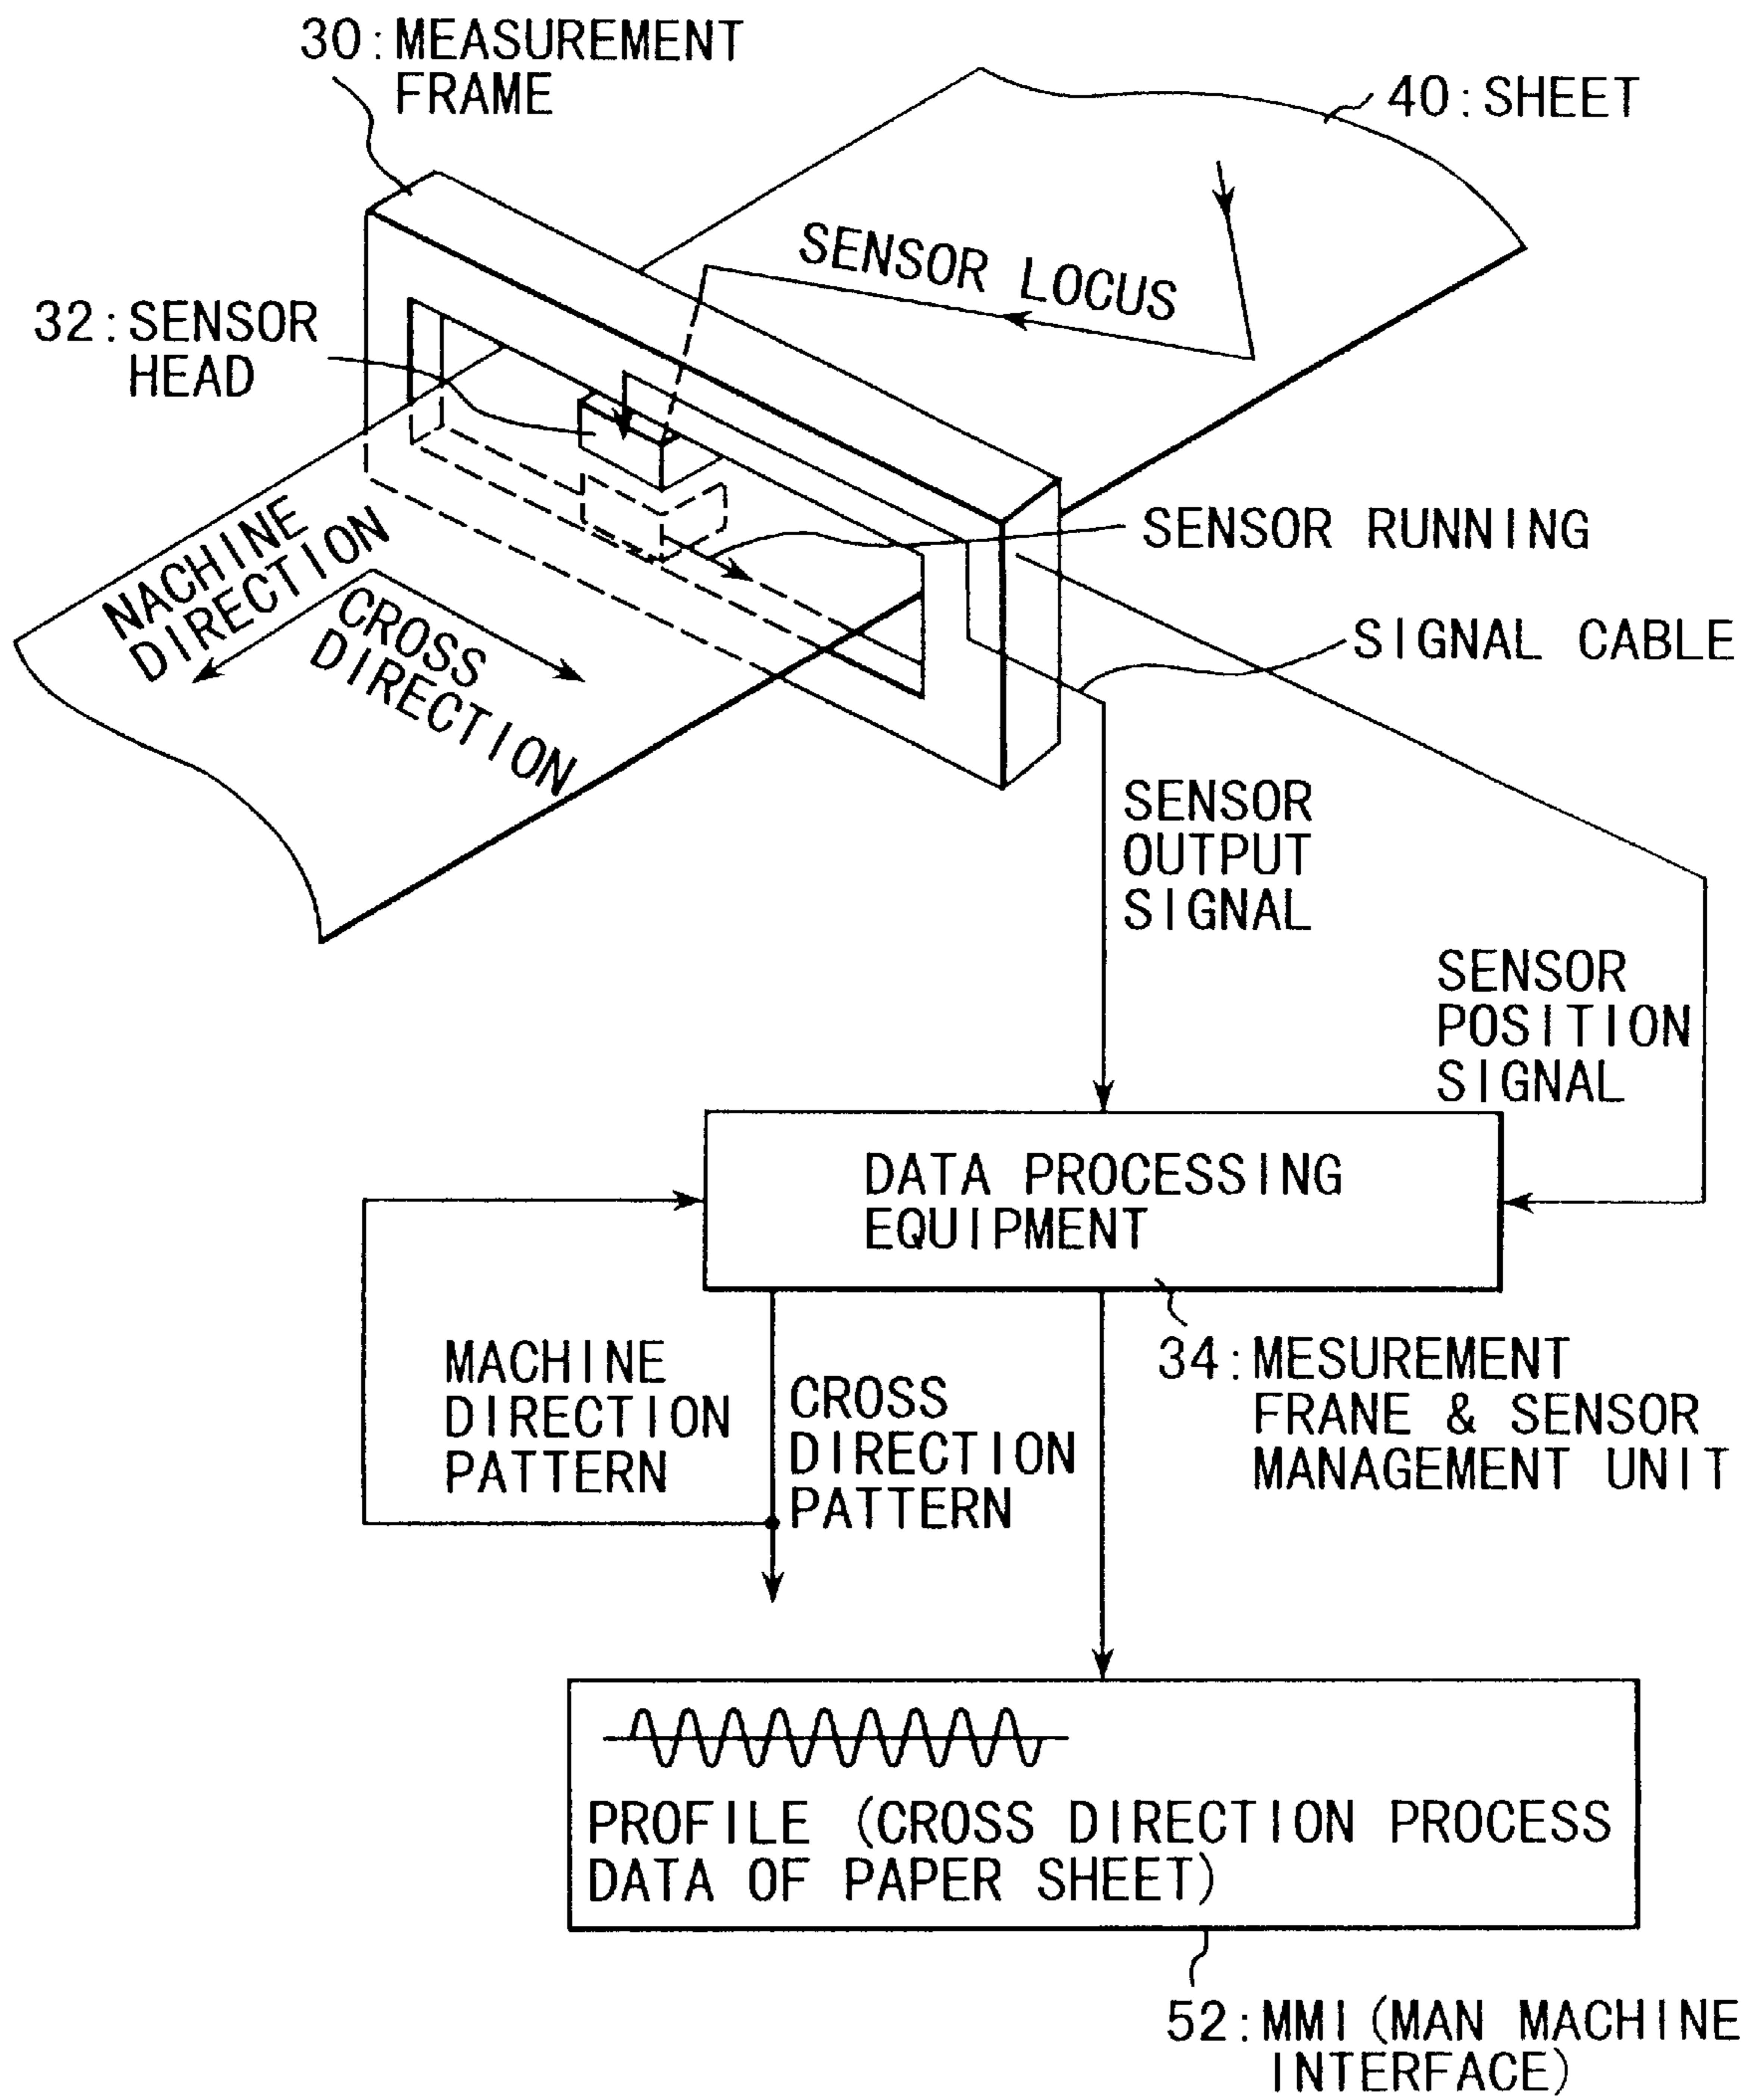 30:MEASUREMENT
FRAME
40:SHEET
SENSOR LOCUS
32:SENSOR
HEAD
SENSOR RUNNING
NACHINE
DIRECTION
CROSS
DIRECTION
SIGNAL CABLE
SENSOR
OUTPUT
SIGNAL
SENSOR
POSITION
SIGNAL
DATA PROCESSING
EQUIPMENT
MACHINE
DIRECTION
PATTERN
CROSS
DIRECTION
PATTERN
34:MESUREMENT
FRANE & SENSOR
MANAGEMENT UNIT
PROFILE (CROSS DIRECTION PROCESS
DATA OF PAPER SHEET)
52:MMI (MAN MACHINE
INTERFACE)